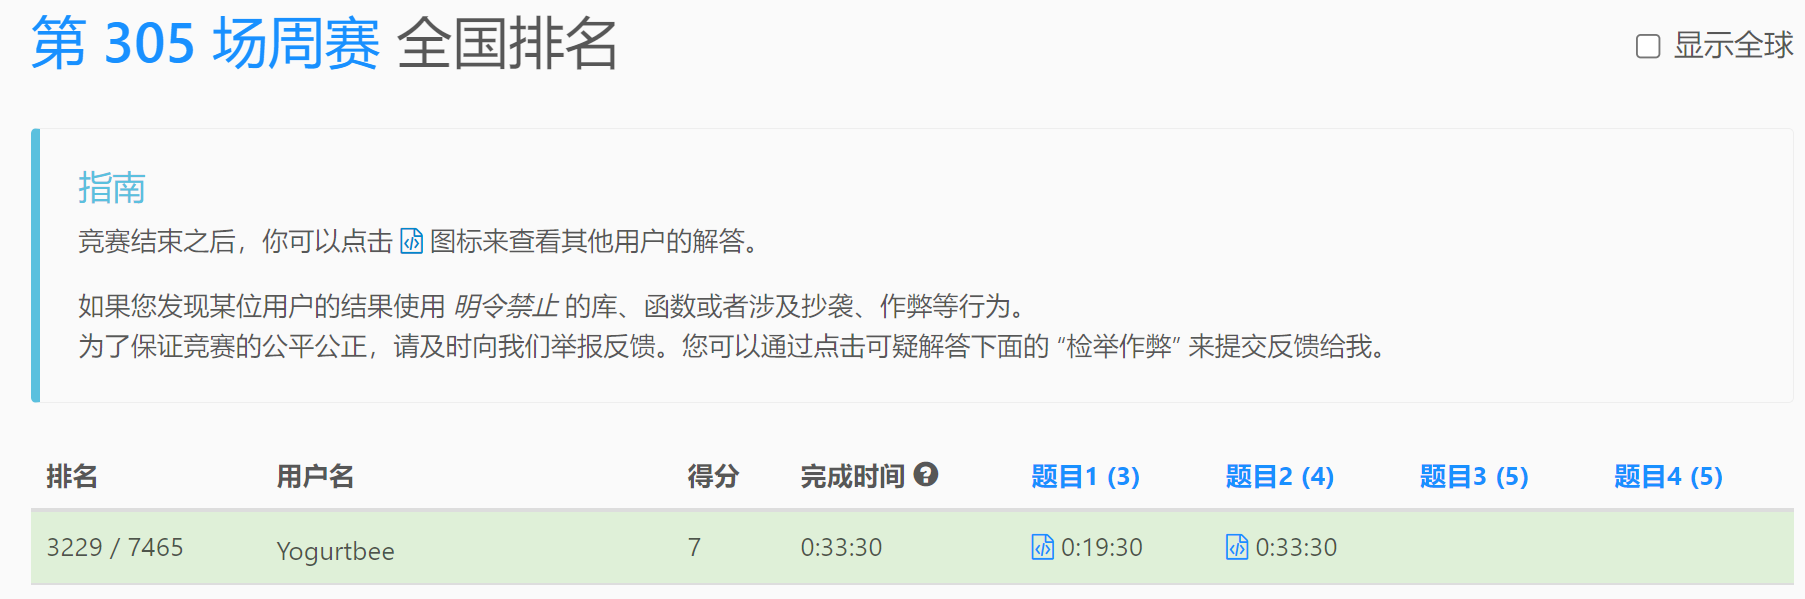 第 305 场周赛 全国排名
显示全球
指南
竞赛结束之后，你可以点击 图标来查看其他用户的解答。
如果您发现某位用户的结果使用 明令禁止 的库、函数或者涉及抄袭、作弊等行为。
为了保证竞赛的公平公正，请及时向我们举报反馈。您可以通过点击可疑解答下面的 “检举作弊” 来提交反馈给我。
排名 用户名 得分 完成时间 题目1 (3) 题目2 (4) 题目3 (5) 题目4 (5)
3229 / 7465 Yogurtbee 7 0:33:30 0:19:30 0:33:30